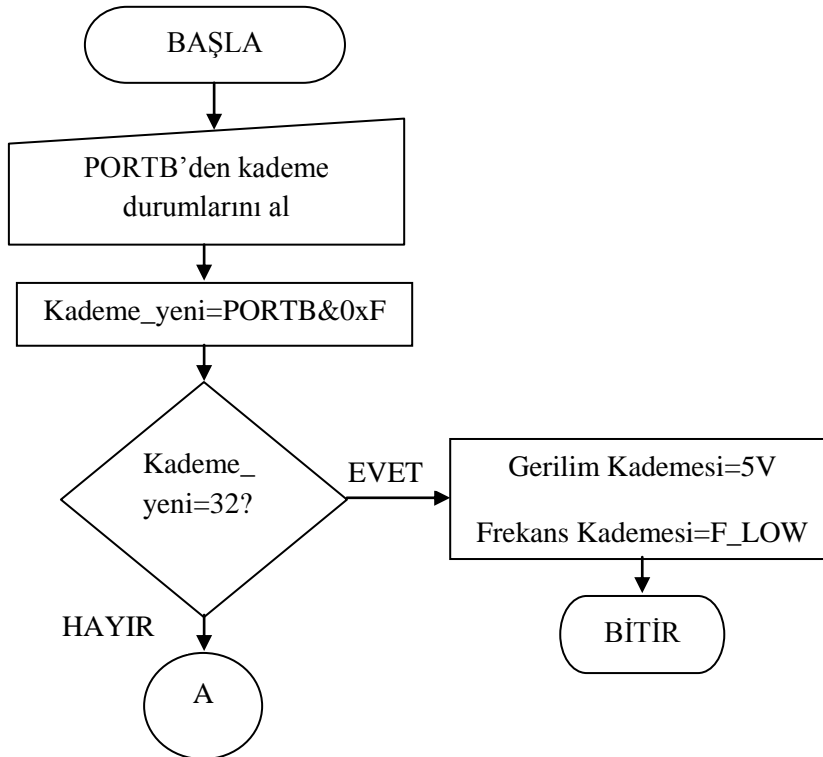 BAŞLA
PORTB’den kademe
durumlarını al
Kademe_yeni=PORTB&0xF
Kademe_
yeni=32?
EVET
Gerilim Kademesi=5V
Frekans Kademesi=F_LOW
HAYIR
BİTİR
A